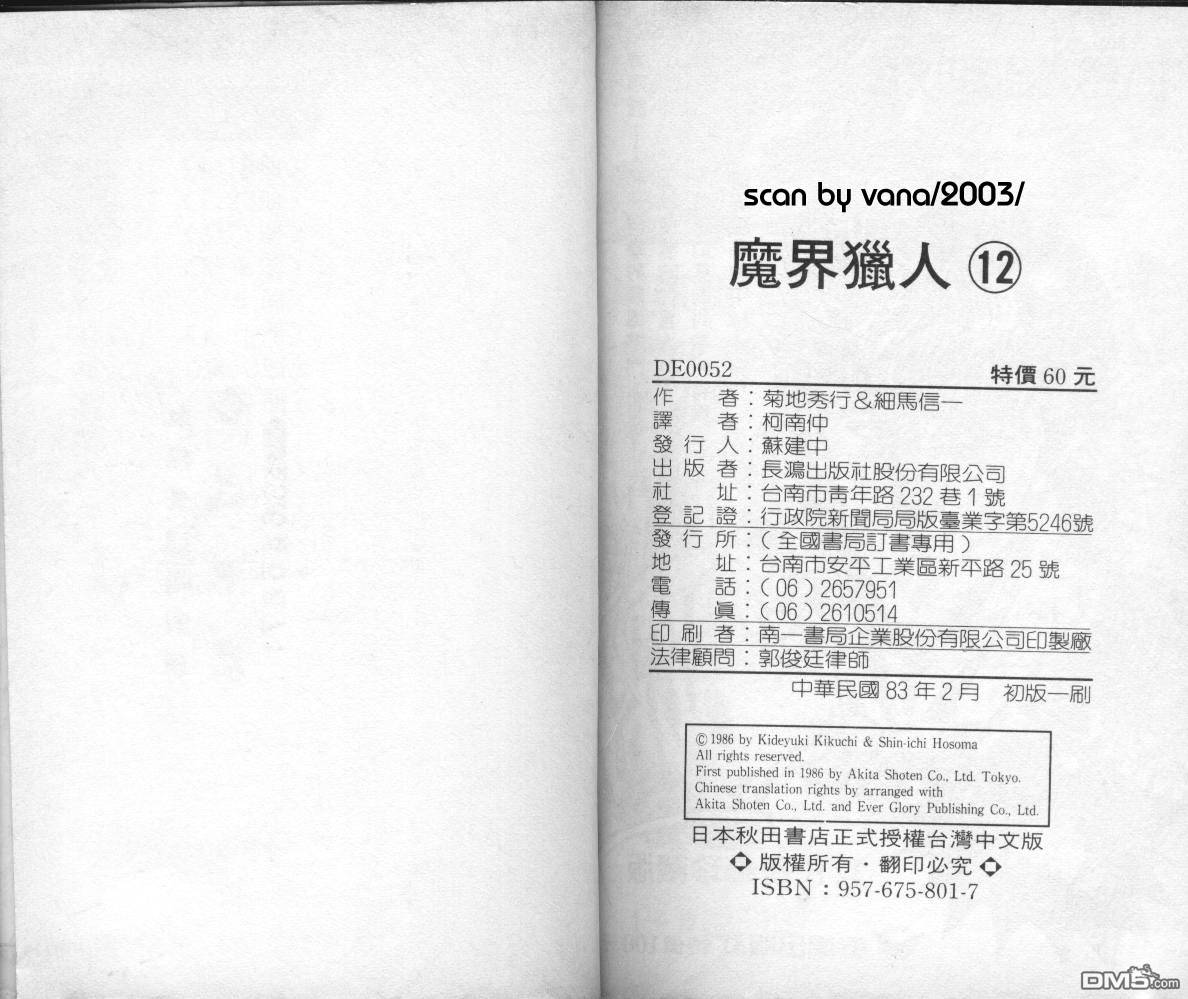 scan by vana/2003/
魔界獵人 ⑫
DE0052 特價 60 元
作者：菊地秀行＆細馬信一
譯者：柯南仲
發行人：蘇建中
出版者：長鴻出版社股份有限公司
社址：台南市青年路 232 巷 1 號
登記證：行政院新聞局局版臺業字第5246號
發行所：（全國書局訂書專用）
地址：台南市安平工業區新平路 25 號
電話：（06）2657951
傳眞：（06）2610514
印刷者：南一書局企業股份有限公司印製廠
法律顧問：郭俊廷律師
中華民國 83 年 2 月 初版一刷
© 1986 by Kideyuki Kikuchi & Shin-ichi Hosoma
All rights reserved.
First published in 1986 by Akita Shoten Co., Ltd. Tokyo.
Chinese translation rights by arranged with
Akita Shoten Co., Ltd. and Ever Glory Publishing Co., Ltd.
日本秋田書店正式授權台灣中文版
版權所有・翻印必究
ISBN : 957-675-801-7
DM5.com